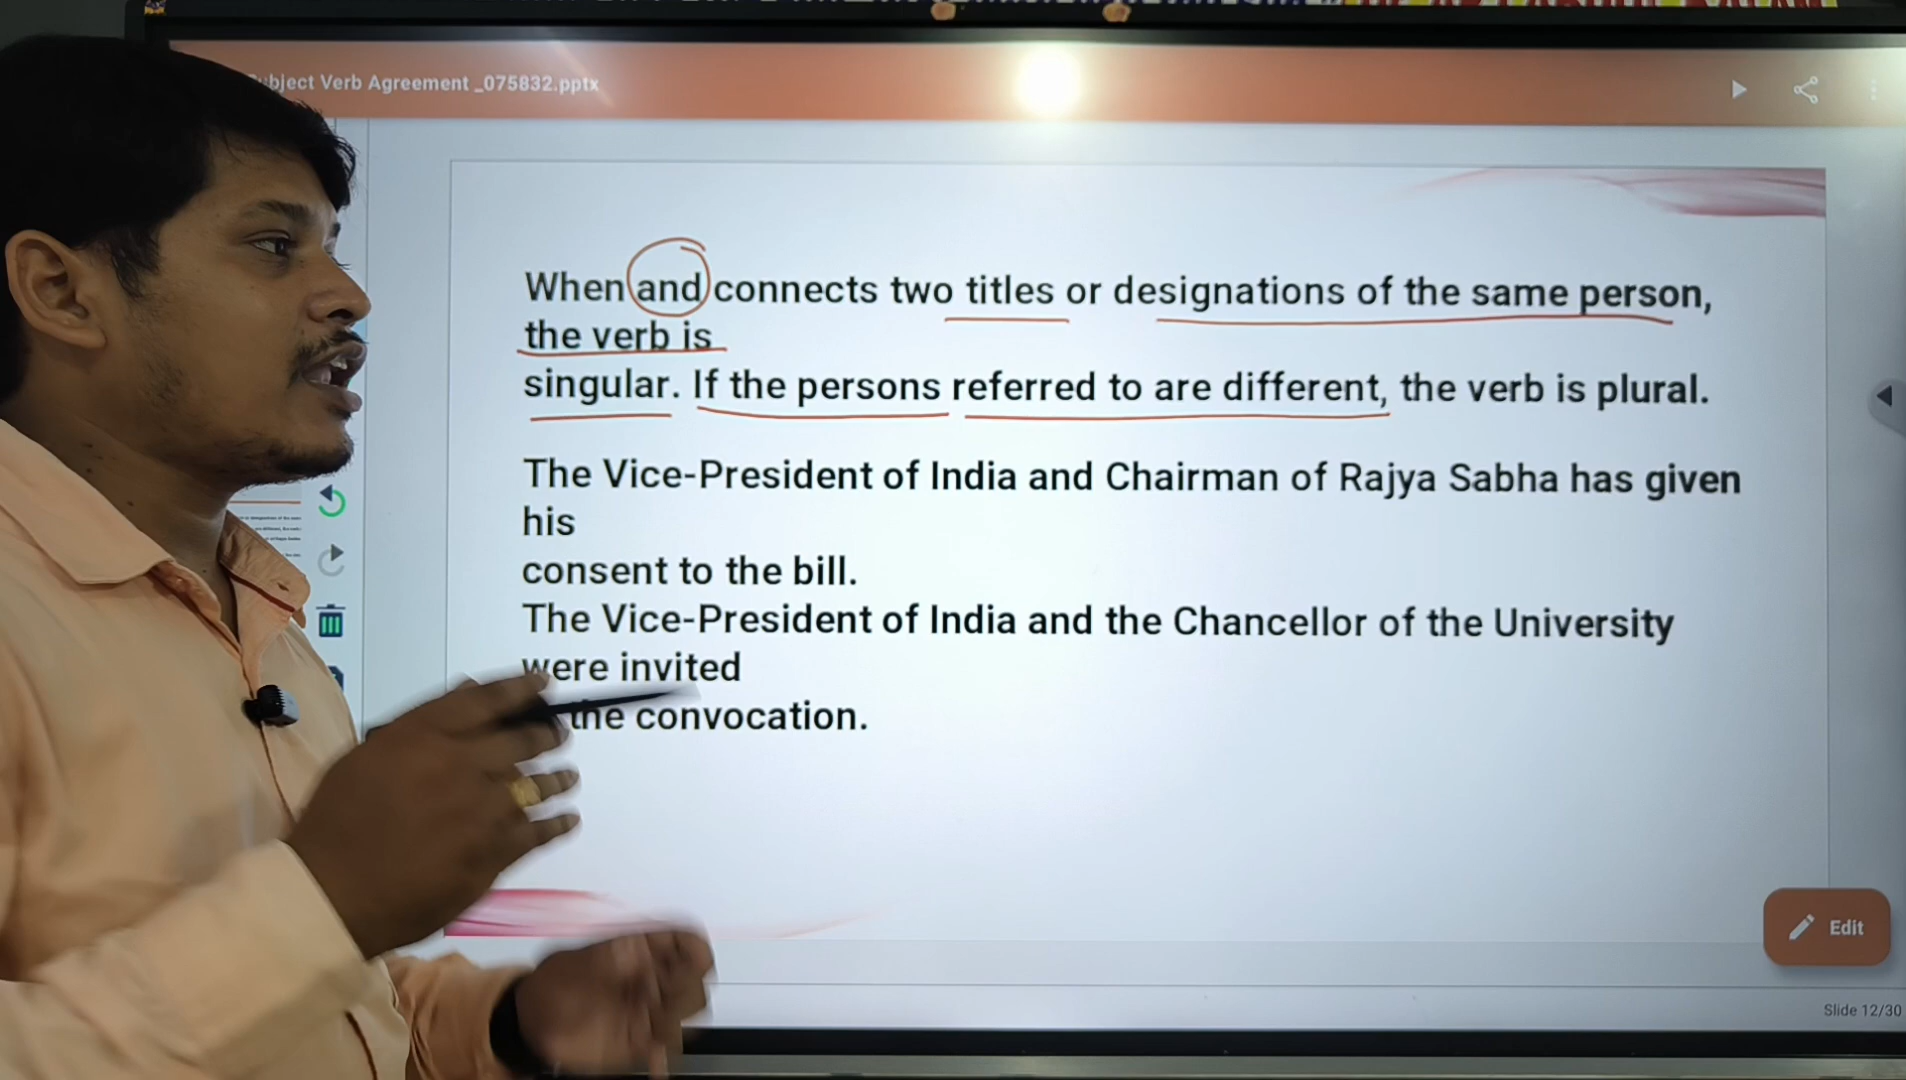 bject Verb Agreement _075832.pptx
When and connects two titles or designations of the same person,
the verb is
singular. If the persons referred to are different, the verb is plural.
The Vice-President of India and Chairman of Rajya Sabha has given
his
consent to the bill.
The Vice-President of India and the Chancellor of the University
were invited
the convocation.
Edit
Slide 12/30